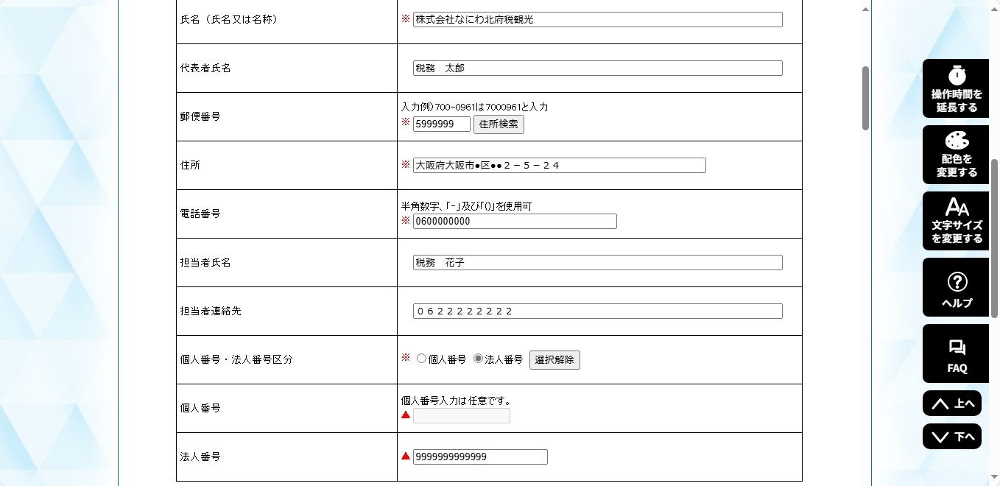 氏名（氏名又は名称）
※ 株式会社なにわ北府税観光
代表者氏名
税務　太郎
郵便番号
入力例）700-0961は7000961と入力
※ 5999999 住所検索
住所
※ 大阪府大阪市●区●●２－５－２４
電話番号
半角数字、「-」及び「()」を使用可
※ 0600000000
担当者氏名
税務　花子
担当者連絡先
０６２２２２２２２２
個人番号・法人番号区分
※ 個人番号 法人番号 選択解除
個人番号
個人番号入力は任意です。
▲
法人番号
▲ 9999999999999
操作時間を
延長する
配色を
変更する
AA
文字サイズ
を変更する
?
ヘルプ
FAQ
上へ
下へ